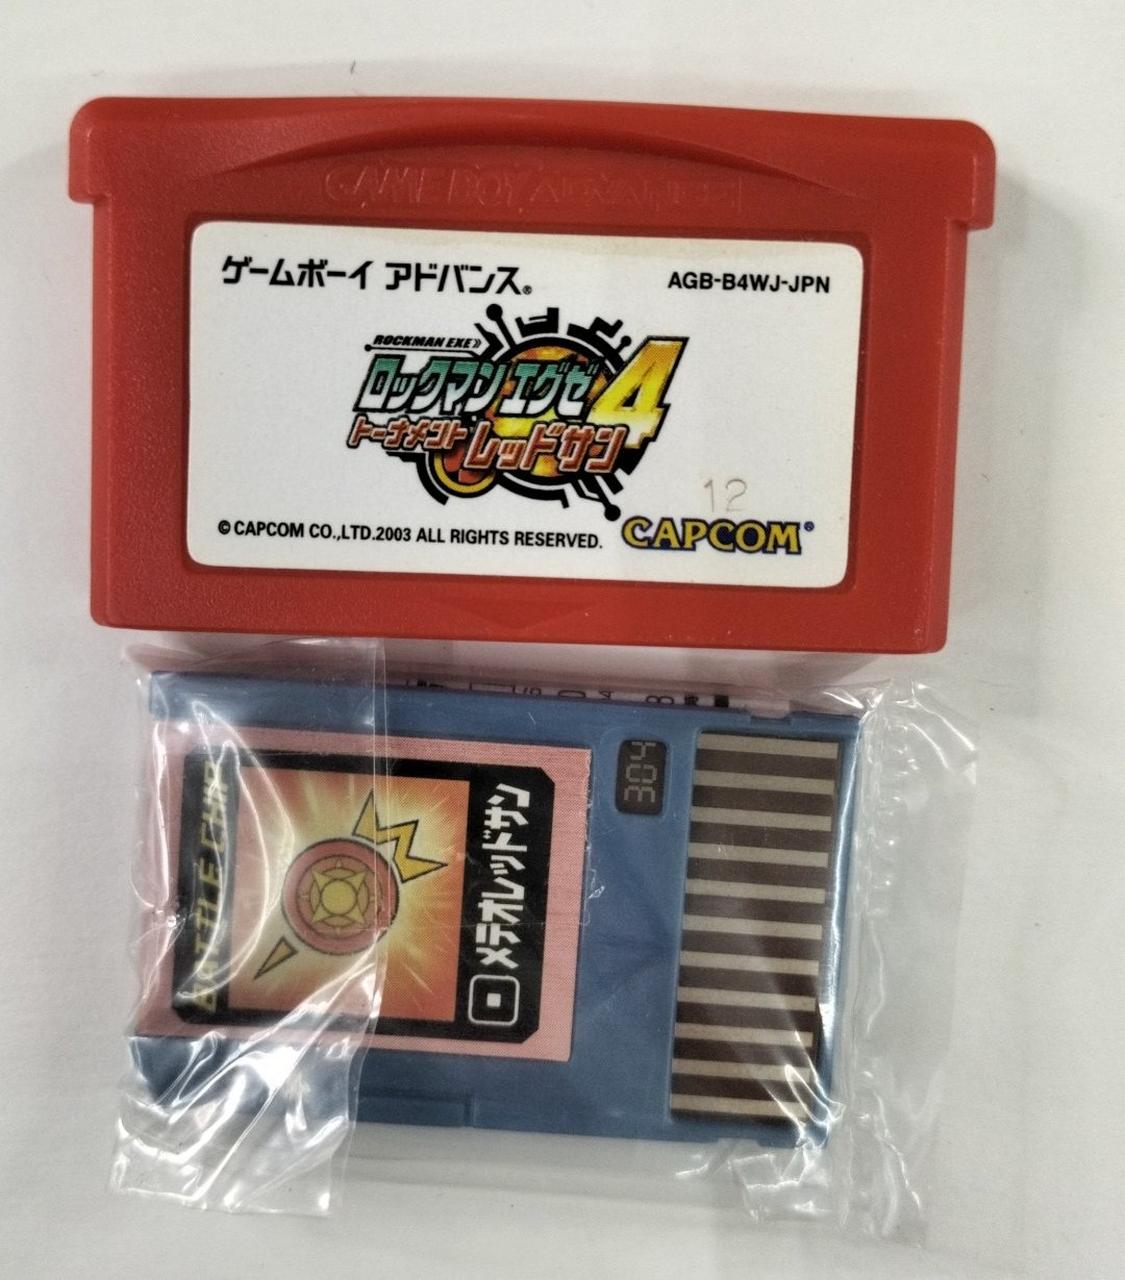 GAME BOY ADVANCE
ゲームボーイ アドバンス®
AGB-B4WJ-JPN
ROCKMAN EXE
ロックマン エグゼ 4
トーナメント レッドサン
12
© CAPCOM CO.,LTD.2003 ALL RIGHTS RESERVED.
CAPCOM®
304
BATTLE CHIP
メテオレッドサン